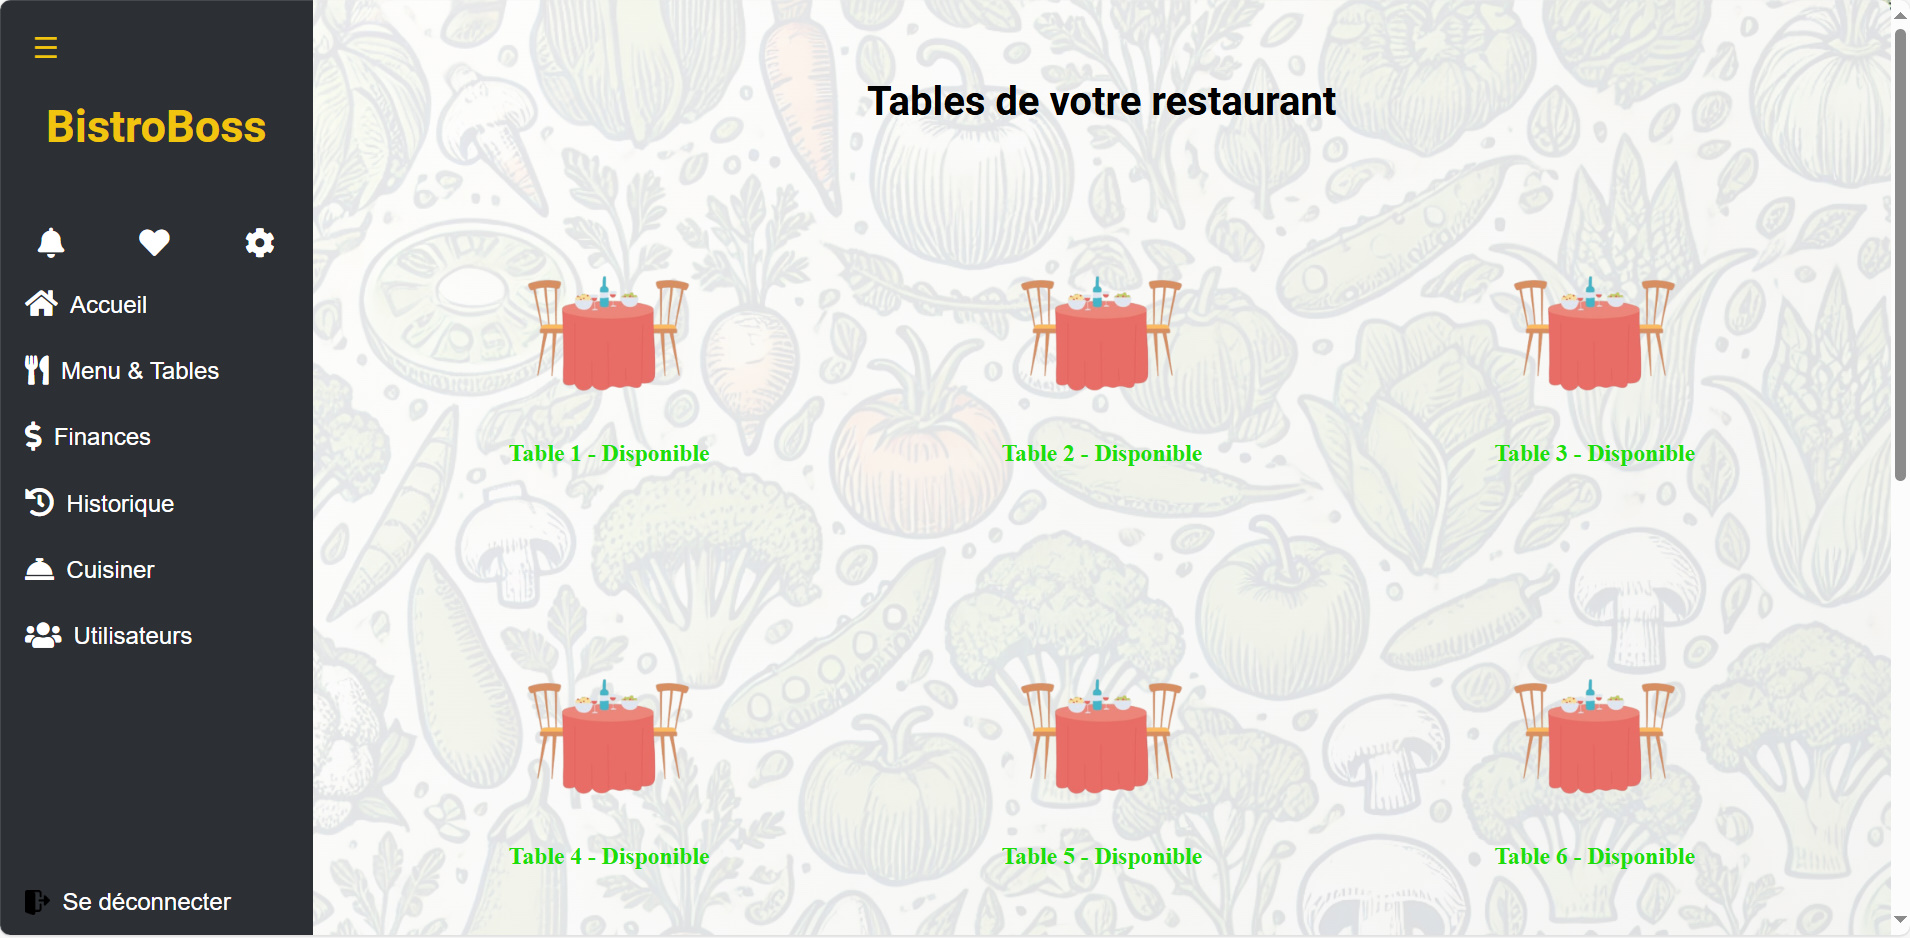 BistroBoss
Accueil
Menu & Tables
Finances
Historique
Cuisiner
Utilisateurs
Se déconnecter
Tables de votre restaurant
Table 1 - Disponible
Table 2 - Disponible
Table 3 - Disponible
Table 4 - Disponible
Table 5 - Disponible
Table 6 - Disponible